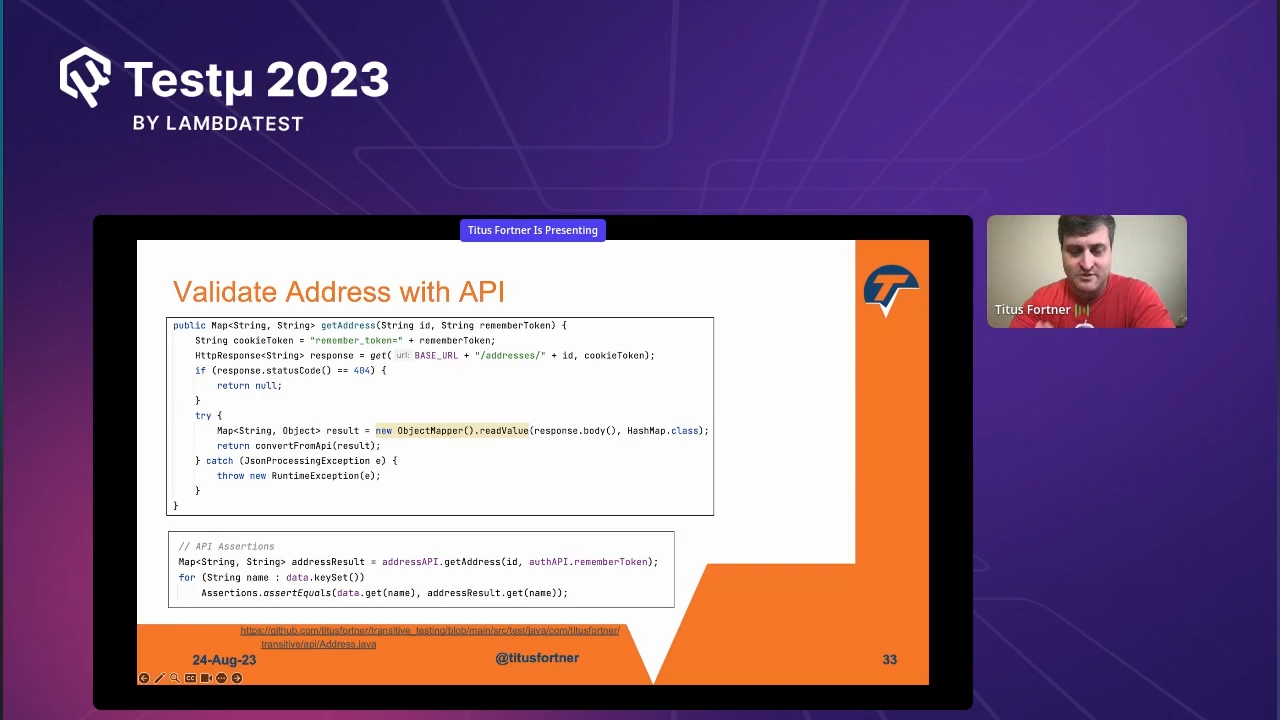 Testμ 2023
BY LAMBDATEST
Titus Fortner Is Presenting
Titus Fortner
Validate Address with API
public Map<String, String> getAddress(String id, String rememberToken) {
String cookieToken = "remember_token=" + rememberToken;
HttpResponse<String> response = get( url: BASE_URL + "/addresses/" + id, cookieToken);
if (response.statusCode() == 404) {
return null;
}
try {
Map<String, Object> result = new ObjectMapper().readValue(response.body(), HashMap.class);
return convertFromApi(result);
} catch (JsonProcessingException e) {
throw new RuntimeException(e);
}
}
// API Assertions
Map<String, String> addressResult = addressAPI.getAddress(id, authAPI.rememberToken);
for (String name : data.keySet())
Assertions.assertEquals(data.get(name), addressResult.get(name));
https://github.com/titusfortner/transitive_testing/blob/main/src/test/java/com/titusfortner/
transitive/api/Address.java
24-Aug-23
@titusfortner
33
CC